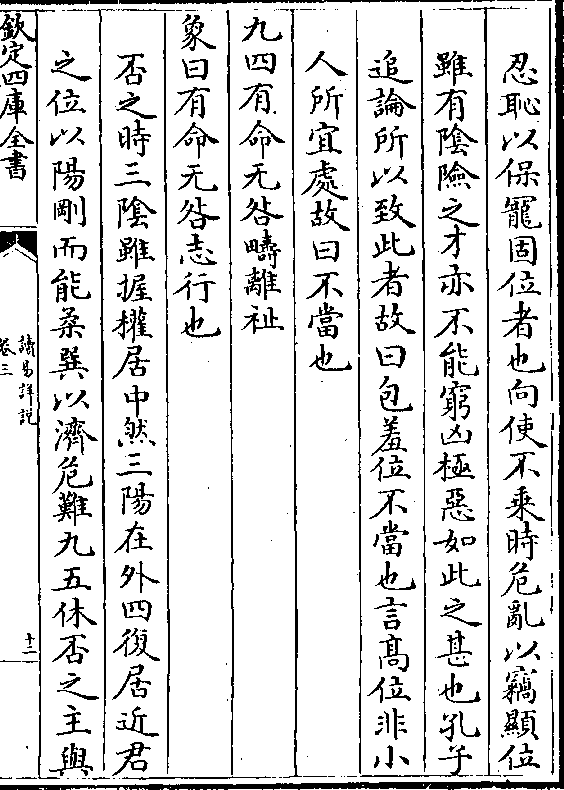 忍恥以保寵固位者也向使不乘時危亂以竊顯位
雖有陰險之才亦不能窮凶極惡如此之甚也孔子
追論所以致此者故曰包羞位不當也言髙位非小
人所宜處故曰不當也
九四有命无咎疇離祉
象曰有命无咎志行也
否之時三陰雖握權居中然三陽在外四復居近君
之位以陽剛而能柔巽以濟危難九五休否之主與
欽定四庫全書
讀易詳説
卷三
十二